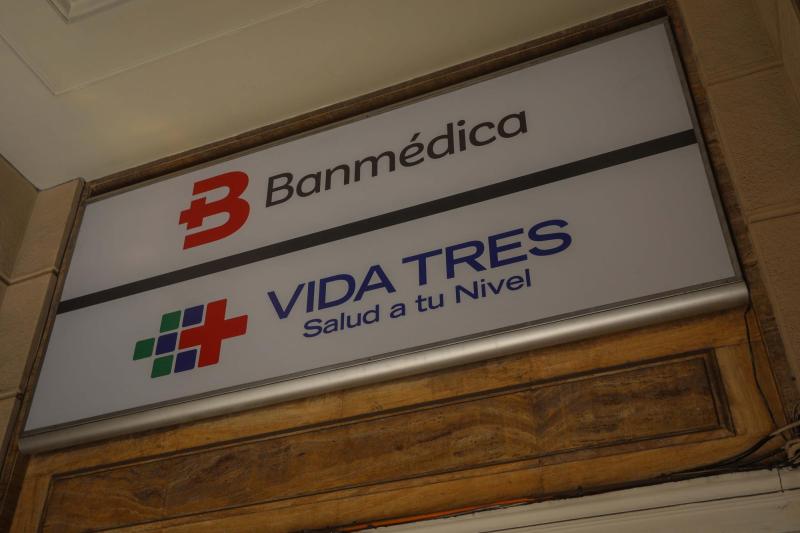 Banmédica
VIDA TRES
Salud a tu Nivel